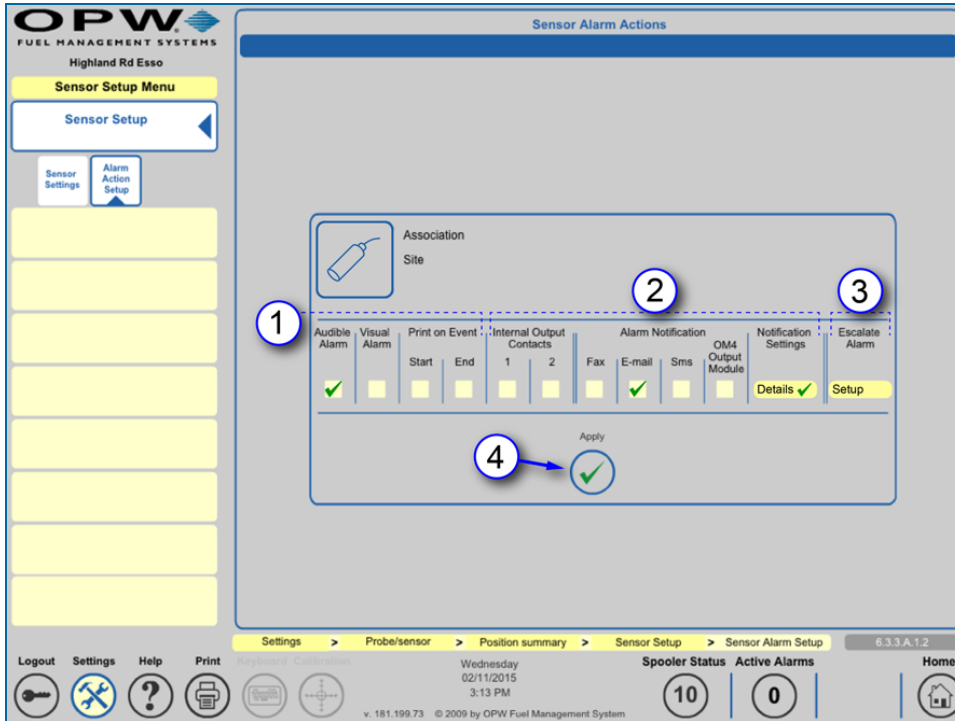 OPW
FUEL MANAGEMENT SYSTEMS
Highland Rd Esso
Sensor Setup Menu
Sensor Setup
Sensor Settings
Alarm Action Setup
Sensor Alarm Actions
Association
Site
1
2
3
Audible Alarm
Visual Alarm
Print on Event
Start
End
Internal Output Contacts
1
2
Alarm Notification
Fax
E-mail
Sms
OM4 Output Module
Notification Settings
Details
Escalate Alarm
Setup
Apply
4
Settings > Probe/sensor > Position summary > Sensor Setup > Sensor Alarm Setup
6.3.3.A.1.2
Logout
Settings
Help
Print
Keyboard
Calibration
Wednesday
02/11/2015
3:13 PM
v. 181.199.73 © 2009 by OPW Fuel Management System
Spooler Status
10
Active Alarms
0
Home